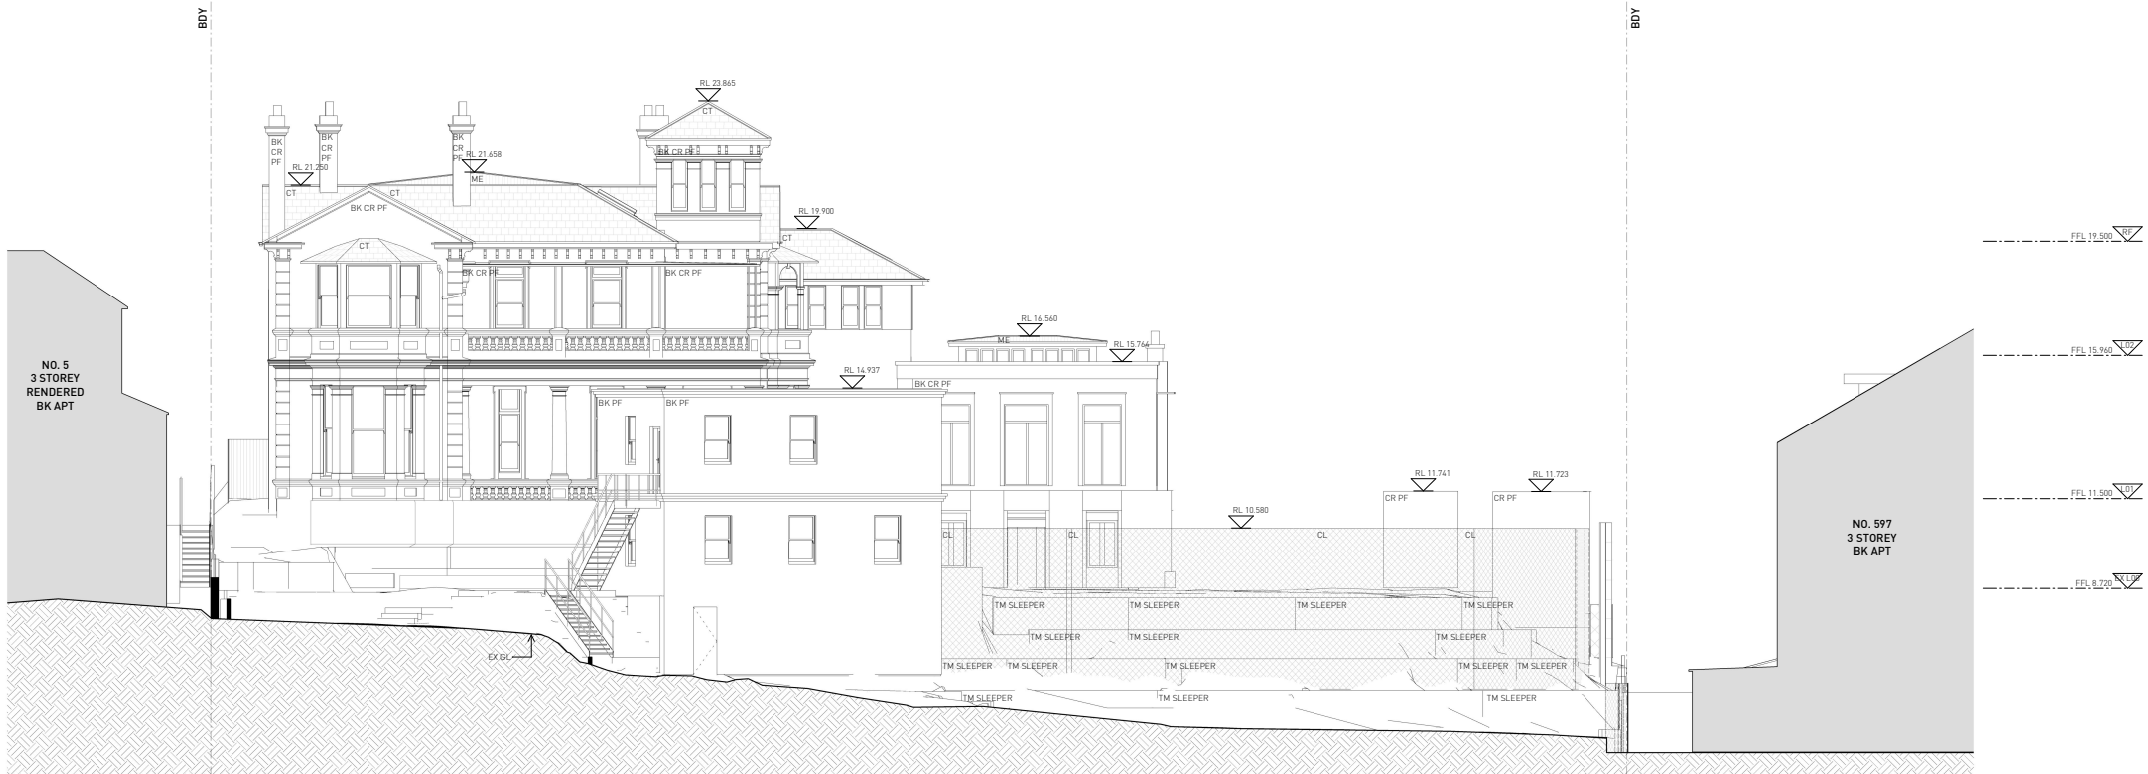 BDY
BDY
RL 23.865
CT
BK
CR
PF
BK
CR
PF
BK
CR
PF
BK CR PF
RL 21.250
RL 21.658
ME
CT
CT
BK CR PF
RL 19.900
CT
CT
BK CR PF
BK CR PF
FFL 19.500
RF
RL 16.560
ME
RL 15.764
FFL 15.960
L02
NO. 5
3 STOREY
RENDERED
BK APT
RL 14.937
BK CR PF
BK PF
BK PF
RL 11.741
RL 11.723
CR PF
CR PF
FFL 11.500
L01
RL 10.580
CL
CL
CL
CL
NO. 597
3 STOREY
BK APT
FFL 8.720
EX L00
TM SLEEPER
TM SLEEPER
TM SLEEPER
TM SLEEPER
TM SLEEPER
TM SLEEPER
TM SLEEPER
EX GL
TM SLEEPER
TM SLEEPER
TM SLEEPER
TM SLEEPER
TM SLEEPER
TM SLEEPER
TM SLEEPER
TM SLEEPER